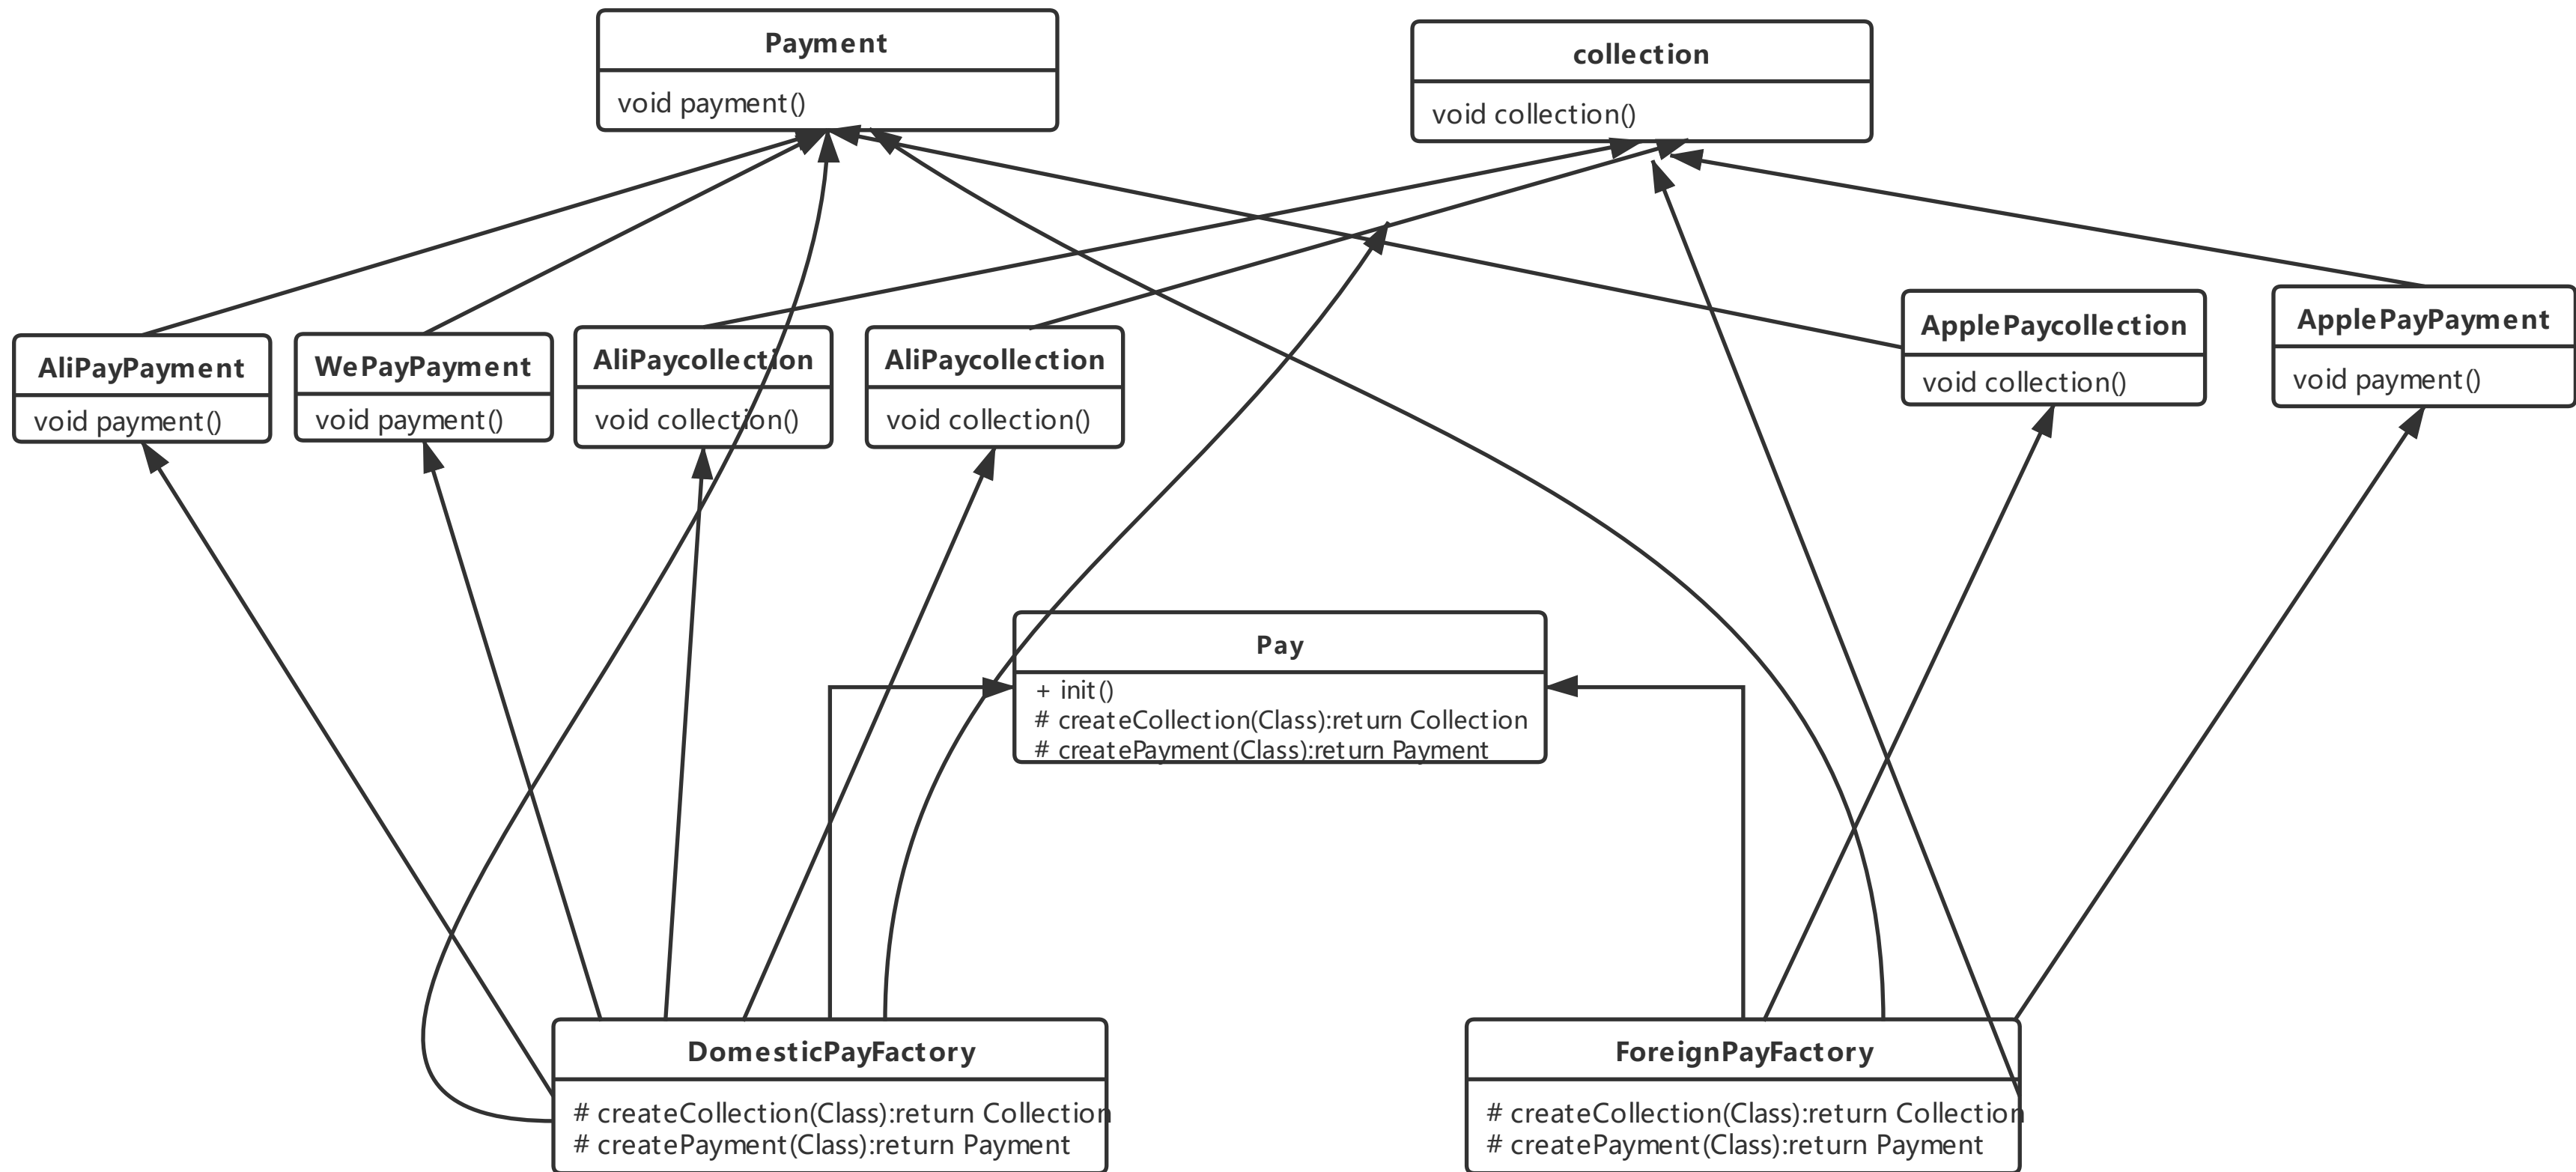 Payment
void payment()
collection
void collection()
AliPayPayment
void payment()
WePayPayment
void payment()
AliPaycollection
void collection()
AliPaycollection
void collection()
ApplePaycollection
void collection()
ApplePayPayment
void payment()
Pay
+ init()
# createCollection(Class):return Collection
# createPayment(Class):return Payment
DomesticPayFactory
# createCollection(Class):return Collection
# createPayment(Class):return Payment
ForeignPayFactory
# createCollection(Class):return Collection
# createPayment(Class):return Payment